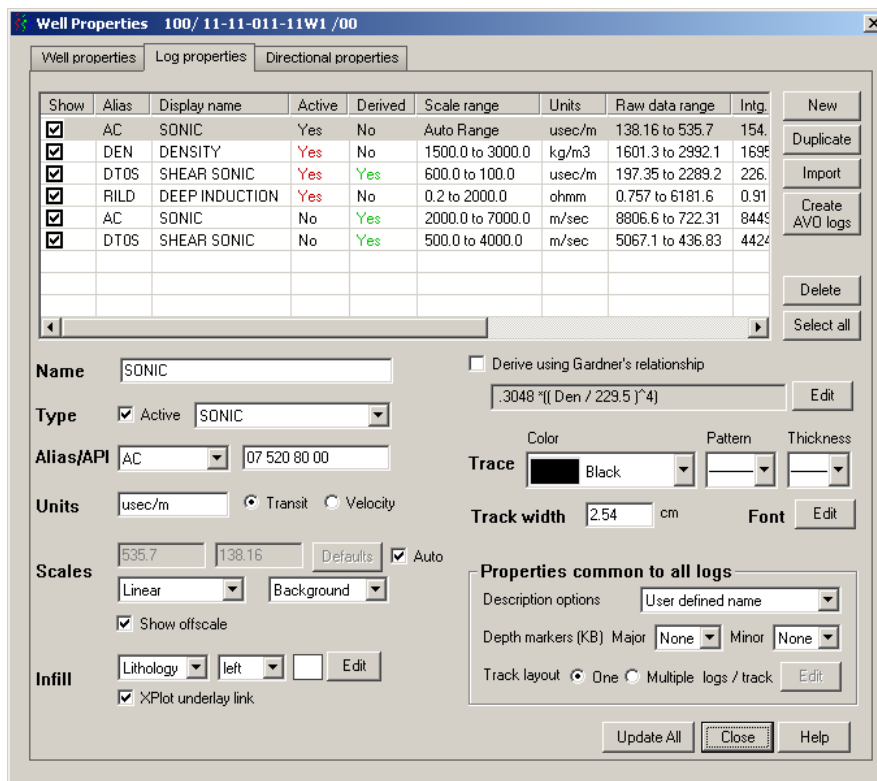 Well Properties 100/ 11-11-011-11W1 /00
Well properties Log properties Directional properties
Show Alias Display name Active Derived Scale range Units Raw data range Intg. New
AC SONIC Yes No Auto Range usec/m 138.16 to 535.7 154.
Duplicate
DEN DENSITY Yes No 1500.0 to 3000.0 kg/m3 1601.3 to 2992.1 1695
DT0S SHEAR SONIC Yes Yes 600.0 to 100.0 usec/m 197.35 to 2289.2 226. Import
RILD DEEP INDUCTION Yes No 0.2 to 2000.0 ohmm 0.757 to 6181.6 0.91
Create
AVO logs
AC SONIC No Yes 2000.0 to 7000.0 m/sec 8806.6 to 722.31 8449
DT0S SHEAR SONIC No Yes 500.0 to 4000.0 m/sec 5067.1 to 436.83 4424
Delete
Select all
Name SONIC Derive using Gardner's relationship
.3048 *(( Den / 229.5 )^4) Edit
Type Active SONIC
Color Pattern Thickness
Alias/API AC 07 520 80 00 Trace Black
Units usec/m Transit Velocity Track width 2.54 cm Font Edit
535.7 138.16 Defaults Auto
Scales
Linear Background
Show offscale
Infill Lithology left Edit
XPlot underlay link
Properties common to all logs
Description options User defined name
Depth markers (KB) Major None Minor None
Track layout One Multiple logs / track Edit
Update All Close Help